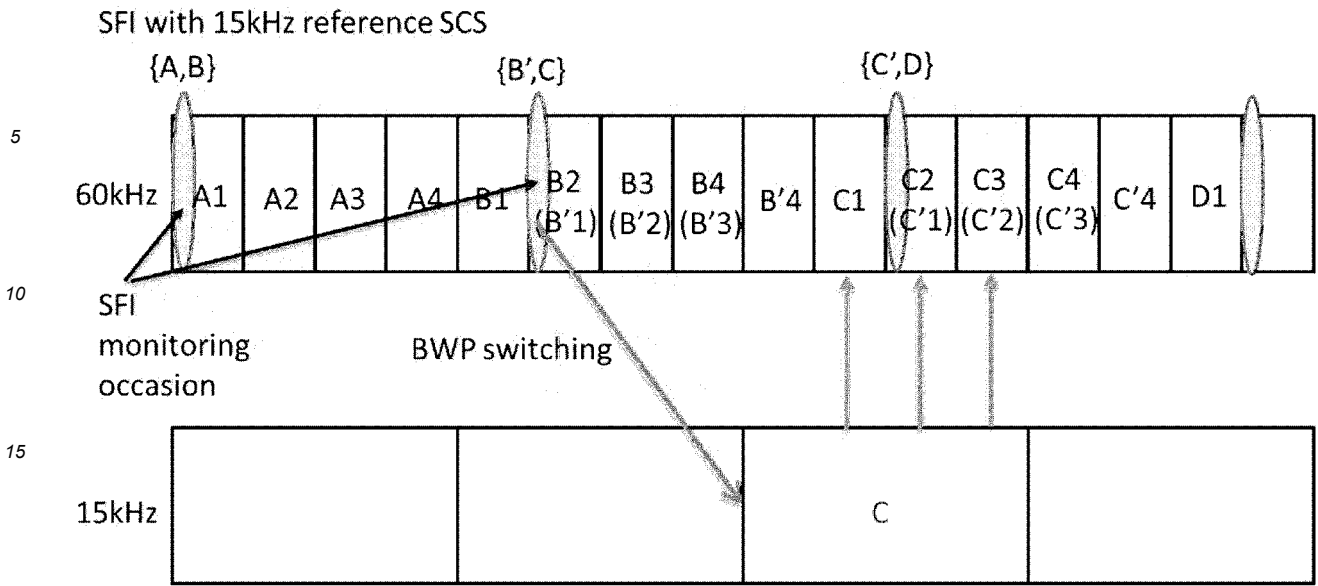 SFI with 15kHz reference SCS
{A,B} {B’,C} {C’,D}
5
60kHz A1 A2 A3 A4 B1 B2 (B’1) B3 (B’2) B4 (B’3) B’4 C1 C2 (C’1) C3 (C’2) C4 (C’3) C’4 D1
10
SFI
monitoring
occasion
BWP switching
15
15kHz C